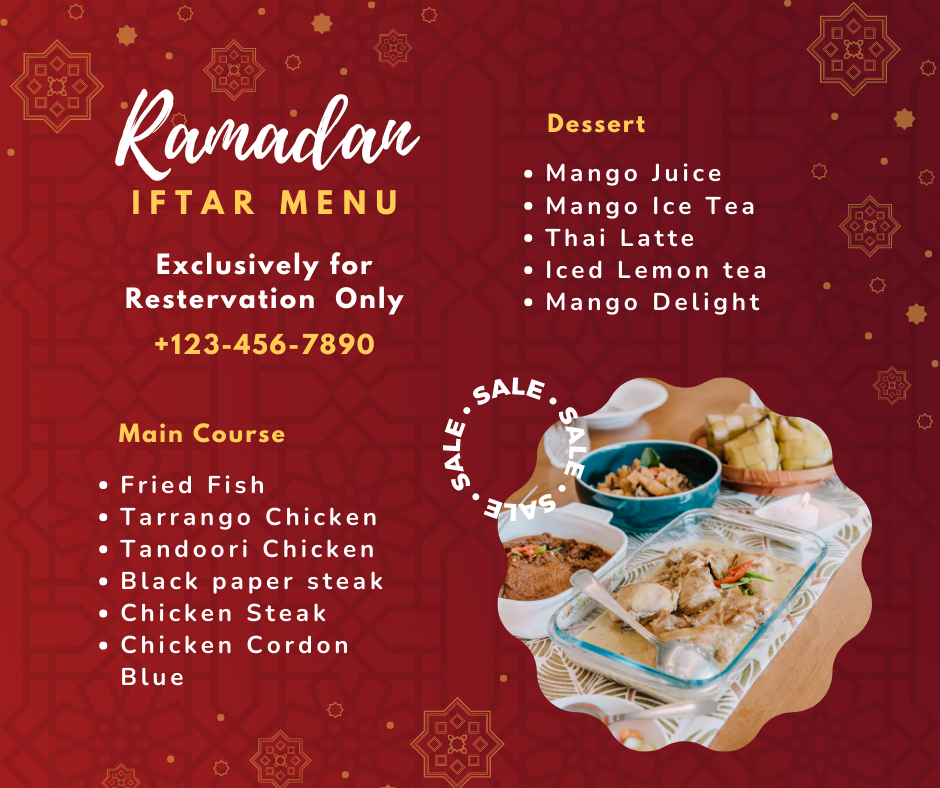 Ramadan
IFTAR MENU
Exclusively for
Restervation Only
+123-456-7890
Main Course
• Fried Fish
• Tarrango Chicken
• Tandoori Chicken
• Black paper steak
• Chicken Steak
• Chicken Cordon
Blue
Dessert
• Mango Juice
• Mango Ice Tea
• Thai Latte
• Iced Lemon tea
• Mango Delight
SALE • SALE • SALE • SALE •